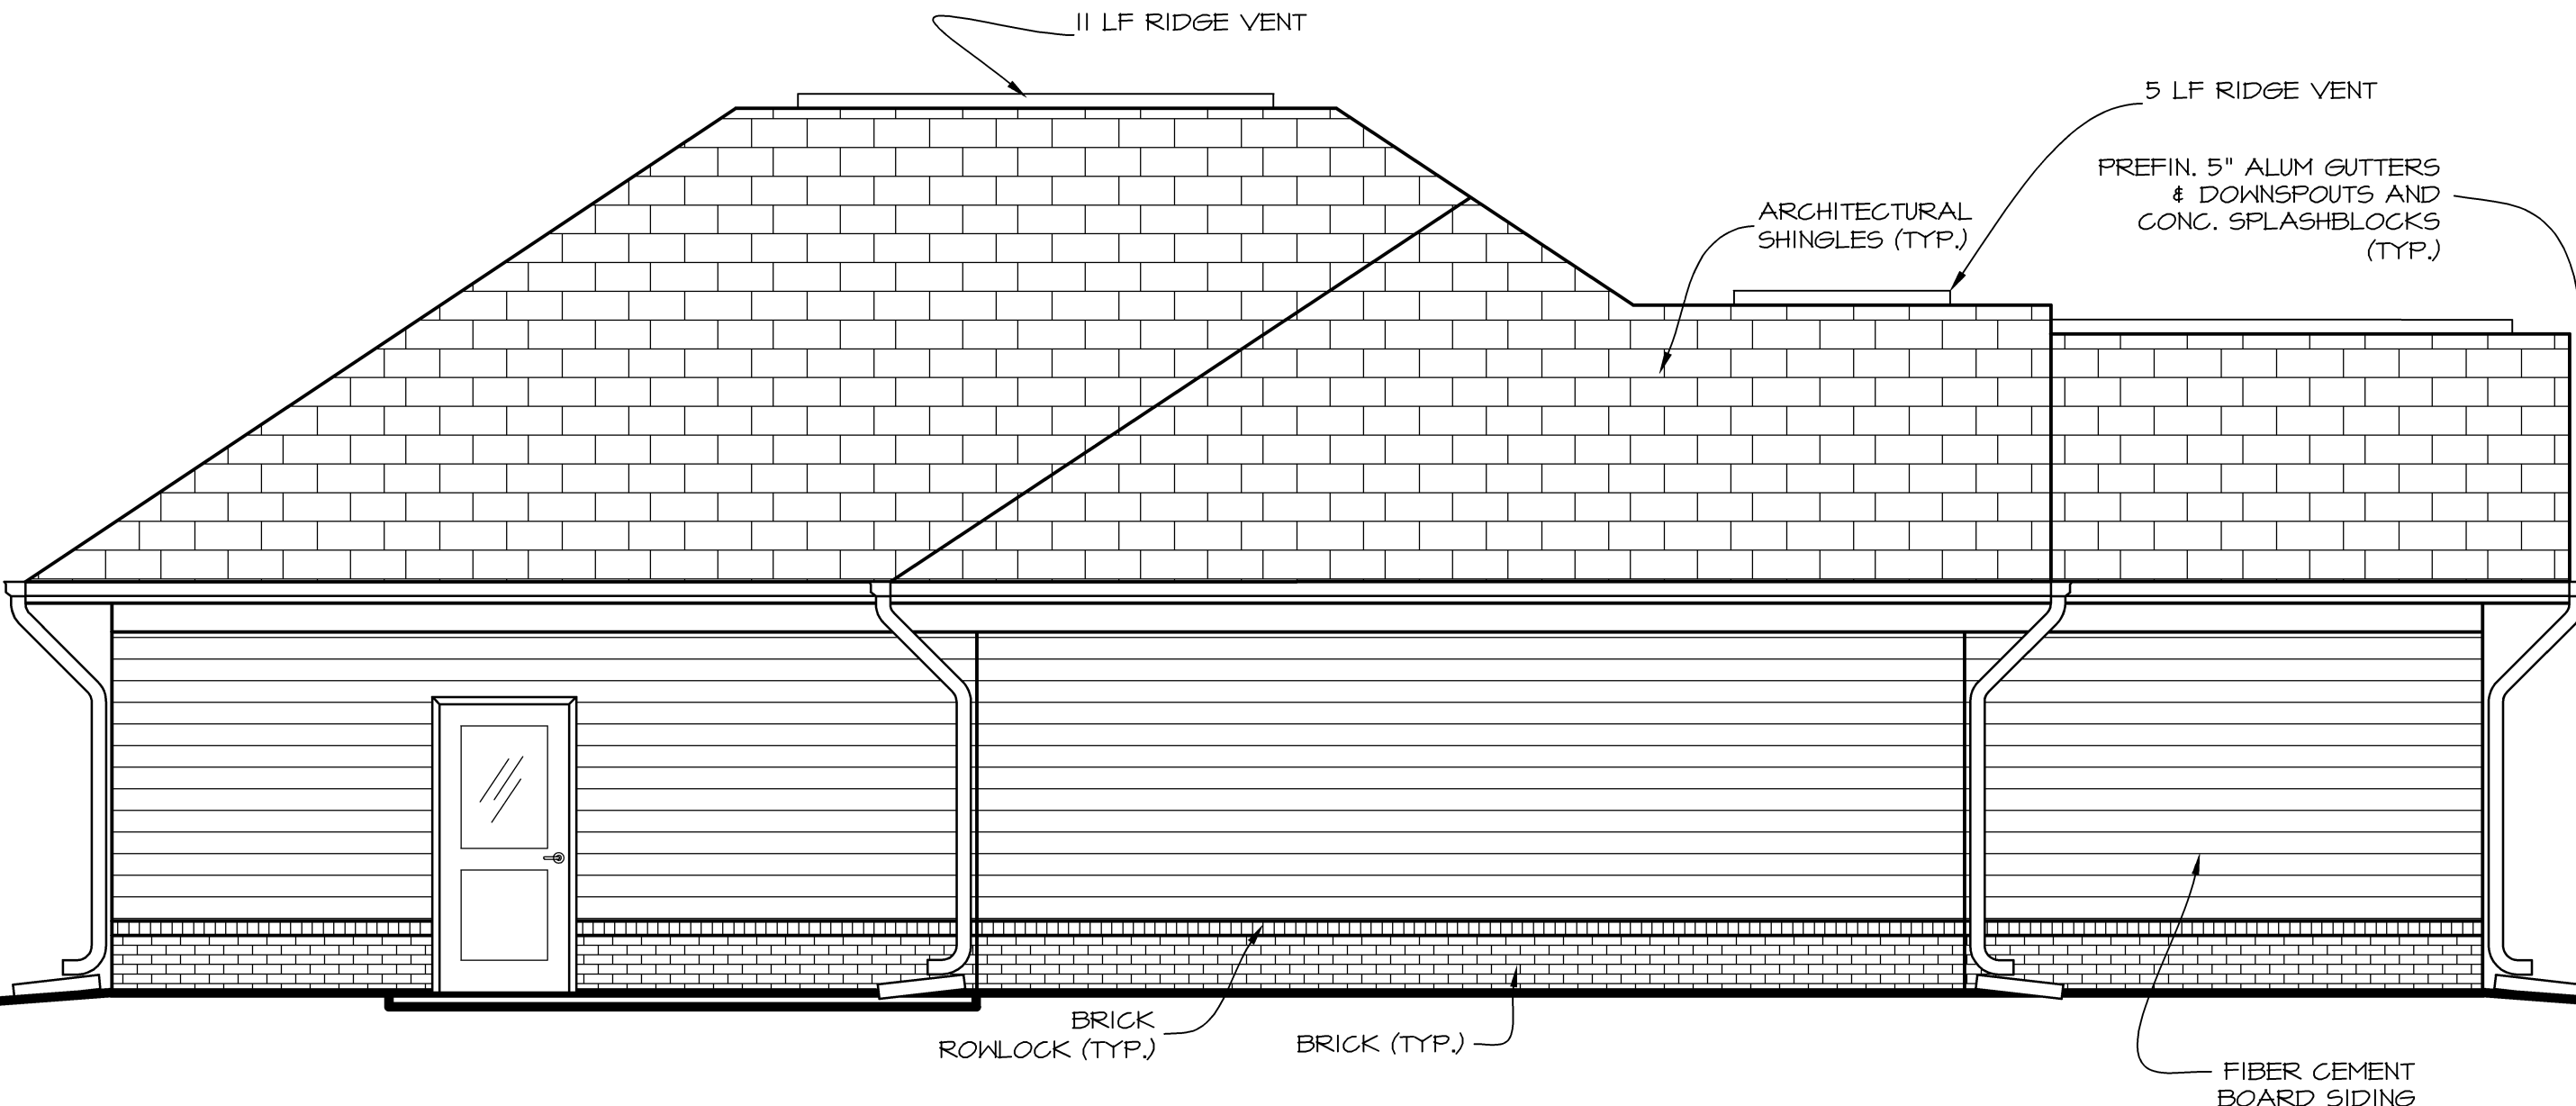 11 LF RIDGE VENT
5 LF RIDGE VENT
PREFIN. 5" ALUM GUTTERS
& DOWNSPOUTS AND
CONC. SPLASHBLOCKS
(TYP.)
ARCHITECTURAL
SHINGLES (TYP.)
BRICK
ROWLOCK (TYP.)
BRICK (TYP.)
FIBER CEMENT
BOARD SIDING